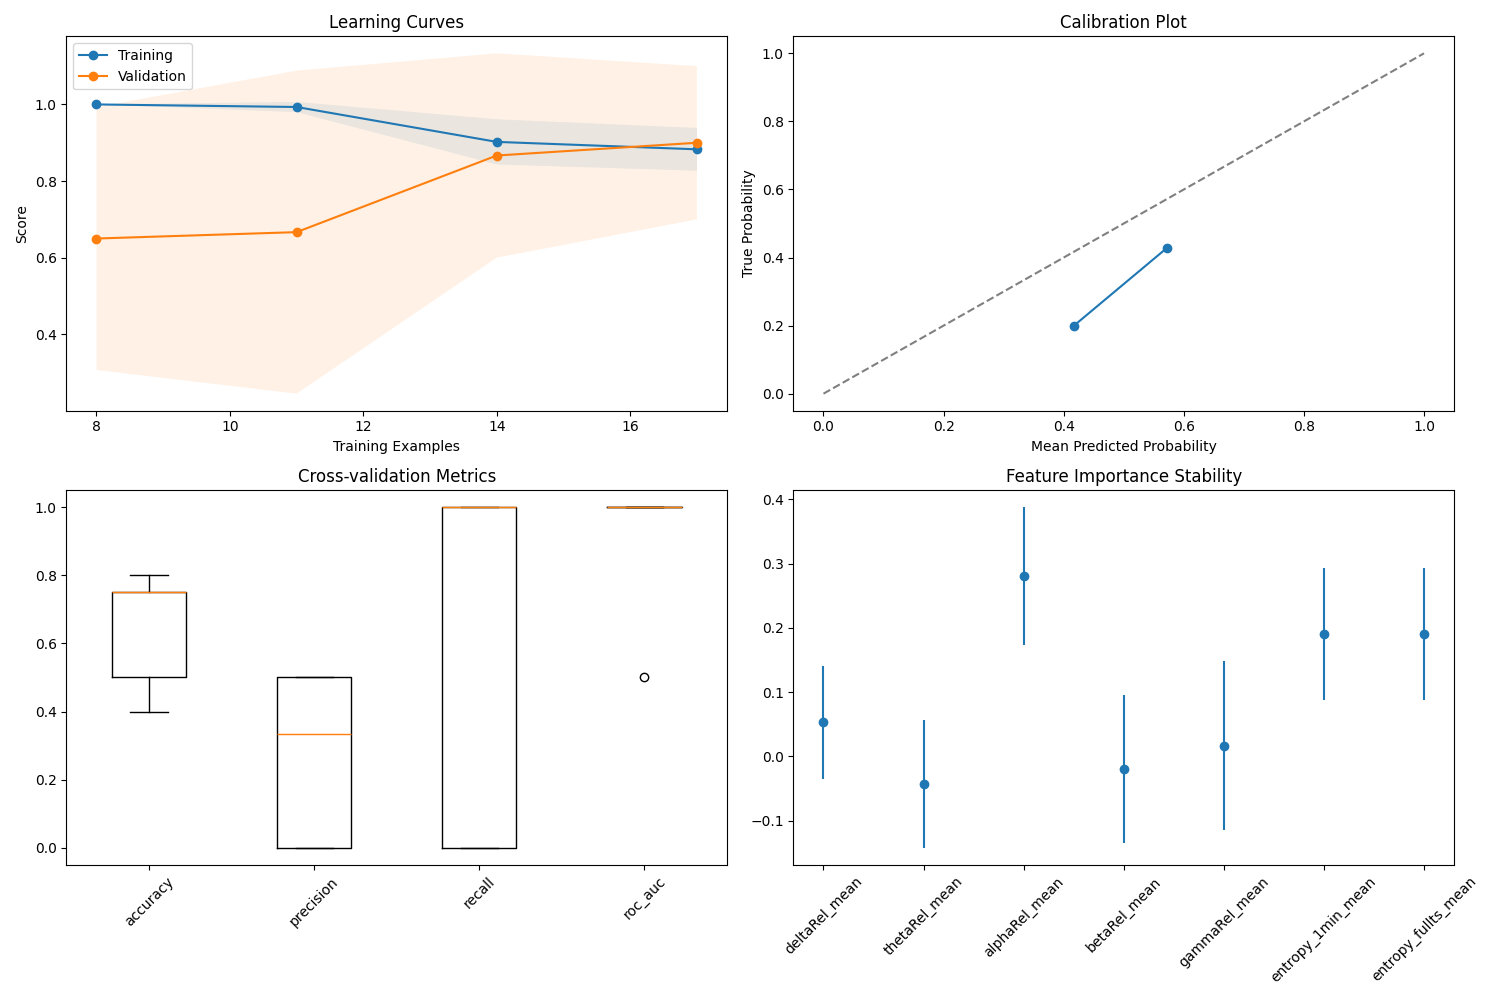 Learning Curves
Training
Validation
1.0
0.8
0.6
0.4
Score
8
10
12
14
16
Training Examples
Calibration Plot
1.0
0.8
0.6
0.4
0.2
0.0
True Probability
0.0
0.2
0.4
0.6
0.8
1.0
Mean Predicted Probability
Cross-validation Metrics
1.0
0.8
0.6
0.4
0.2
0.0
accuracy
precision
recall
roc_auc
Feature Importance Stability
0.4
0.3
0.2
0.1
0.0
−0.1
deltaRel_mean
thetaRel_mean
alphaRel_mean
betaRel_mean
gammaRel_mean
entropy_1min_mean
entropy_fullts_mean